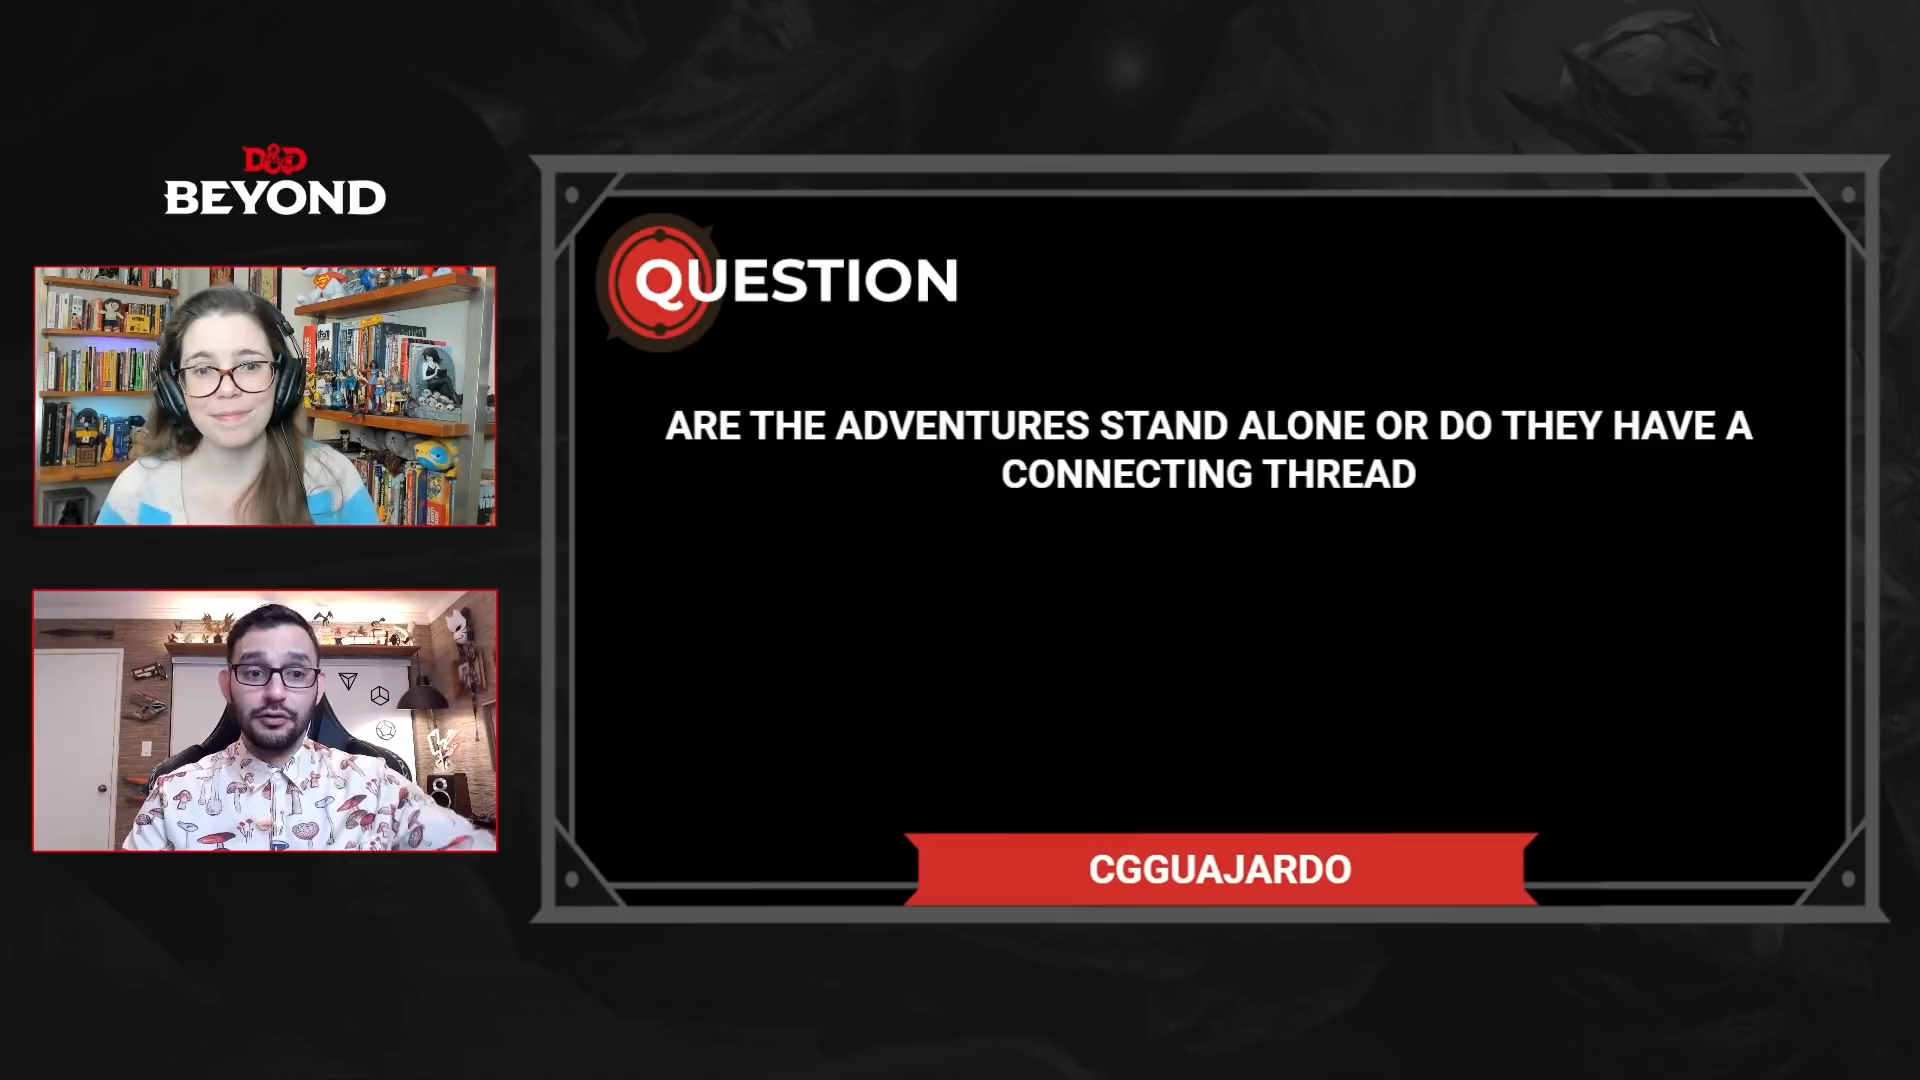 D&D
BEYOND
QUESTION
ARE THE ADVENTURES STAND ALONE OR DO THEY HAVE A
CONNECTING THREAD
CGGUAJARDO